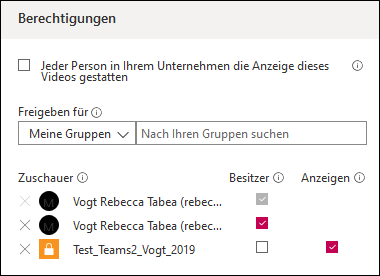 Berechtigungen
Jeder Person in Ihrem Unternehmen die Anzeige dieses
Videos gestatten
Freigeben für
Meine Gruppen Nach Ihren Gruppen suchen
Zuschauer Besitzer Anzeigen
M Vogt Rebecca Tabea (rebec...
M Vogt Rebecca Tabea (rebec...
Test_Teams2_Vogt_2019